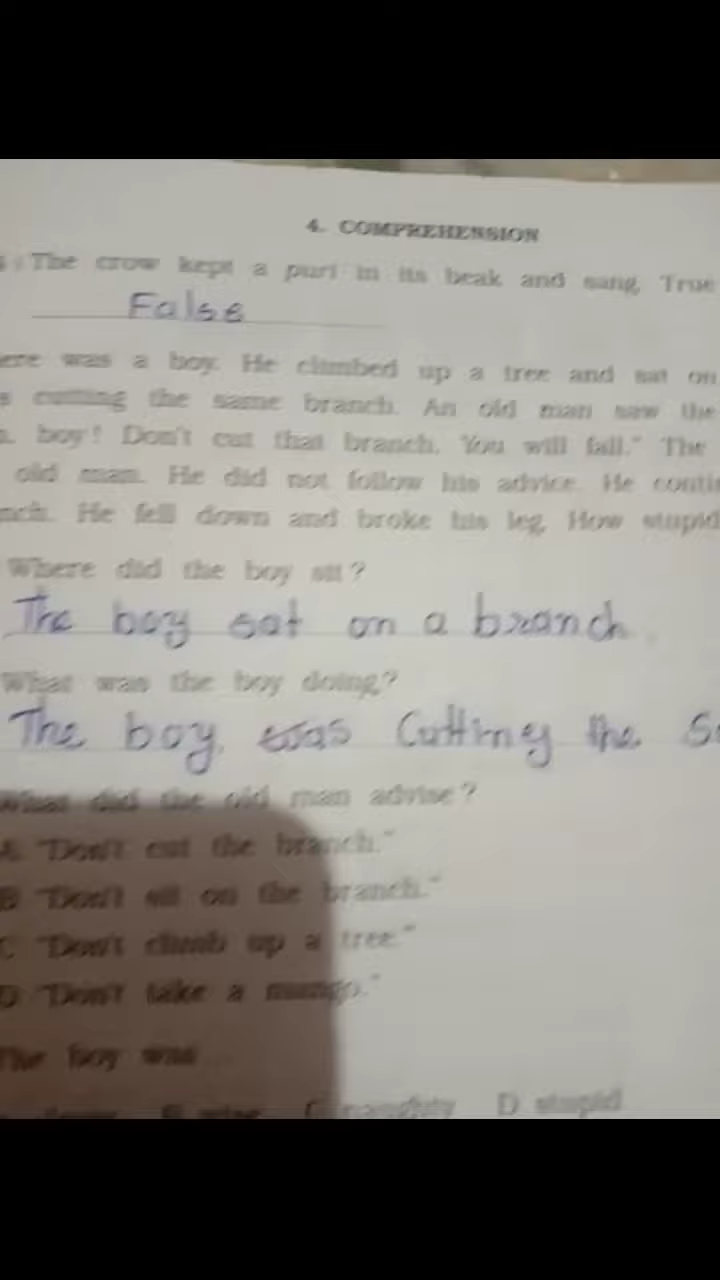 4. COMPREHENSION
The crow kept a puri in its beak and sang. True
False
ere was a boy. He climbed up a tree and sat on
s cutting the same branch. An old man saw the
boy! Don't cut that branch. You will fall." The
old man. He did not follow his advice. He conti
nch. He fell down and broke his leg. How stupid
Where did the boy sit?
The boy sat on a branch
What was the boy doing?
The boy was Cutting the S
What did the old man advise?
A "Don't cut the branch."
B "Don't sit on the branch."
C "Don't climb up a tree."
D "Don't take a mango."
The boy was
B wise C naughty D stupid